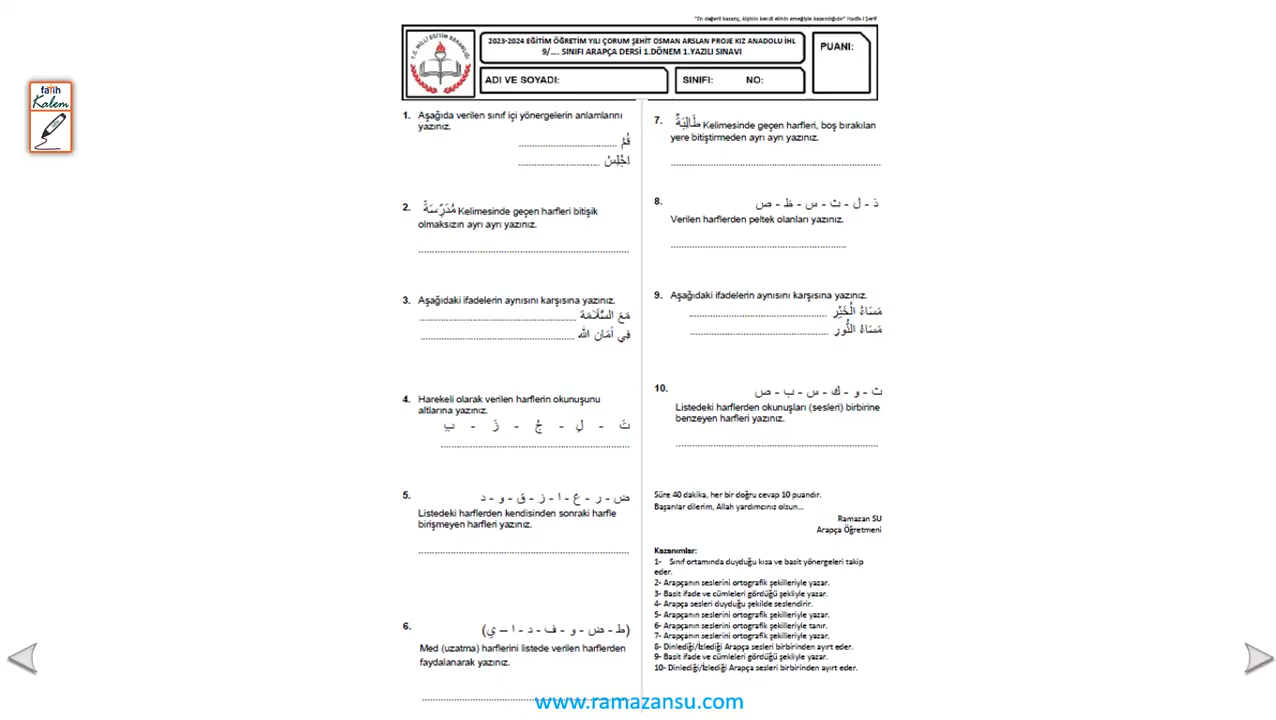 "En değerli kazanç, kişinin kendi elinin emeğiyle kazandığıdır" Hadis-i Şerif
T.C. MİLLİ EĞİTİM BAKANLIĞI
2023-2024 EĞİTİM ÖĞRETİM YILI ÇORUM ŞEHİT OSMAN ARSLAN PROJE KIZ ANADOLU İHL
9/.... SINIFI ARAPÇA DERSİ 1.DÖNEM 1.YAZILI SINAVI
PUANI:
ADI VE SOYADI:
SINIFI: NO:
fatih
Kalem
1. Aşağıda verilen sınıf içi yönergelerin anlamlarını
yazınız.
قُمْ ........................................
اِجْلِسْ ........................................
2. مُدَرِّسَةٌ Kelimesinde geçen harfleri bitişik
olmaksızın ayrı ayrı yazınız.
................................................................................
3. Aşağıdaki ifadelerin aynısını karşısına yazınız.
مَعَ السَّلَامَة ............................................................
فِي أَمَانِ الله ............................................................
4. Harekeli olarak verilen harflerin okunuşunu
altlarına yazınız.
تَ - لِ - جُ - زَ - بِ
................................................................................
5. ض - ر - ع - ا - ز - ق - و - د
Listedeki harflerden kendisinden sonraki harfle
birişmeyen harfleri yazınız.
................................................................................
6. (ط - ض - و - ف - د - ا – ي)
Med (uzatma) harflerini listede verilen harflerden
faydalanarak yazınız.
................................................................................
7. طَالِبَةٌ Kelimesinde geçen harfleri, boş bırakılan
yere bitiştirmeden ayrı ayrı yazınız.
................................................................................
8. ذ - ل - ث - س - ظ - ص
Verilen harflerden peltek olanları yazınız.
......................................................................
9. Aşağıdaki ifadelerin aynısını karşısına yazınız.
مَسَاءُ الْخَيْر ............................................................
مَسَاءُ النُّور ............................................................
10. ث - و - ك - س - ب - ص
Listedeki harflerden okunuşları (sesleri) birbirine
benzeyen harfleri yazınız.
................................................................................
Süre 40 dakika, her bir doğru cevap 10 puandır.
Başarılar dilerim, Allah yardımcınız olsun...
Ramazan SU
Arapça Öğretmeni
Kazanımlar:
1- Sınıf ortamında duyduğu kısa ve basit yönergeleri takip
eder.
2- Arapçanın seslerini ortografik şekilleriyle yazar.
3- Basit ifade ve cümleleri gördüğü şekliyle yazar.
4- Arapça sesleri duyduğu şekilde seslendirir.
5- Arapçanın seslerini ortografik şekilleriyle yazar.
6- Arapçanın seslerini ortografik şekilleriyle tanır.
7- Arapçanın seslerini ortografik şekilleriyle yazar.
8- Dinlediği/İzlediği Arapça sesleri birbirinden ayırt eder.
9- Basit ifade ve cümleleri gördüğü şekliyle yazar.
10- Dinlediği/İzlediği Arapça sesleri birbirinden ayırt eder.
www.ramazansu.com